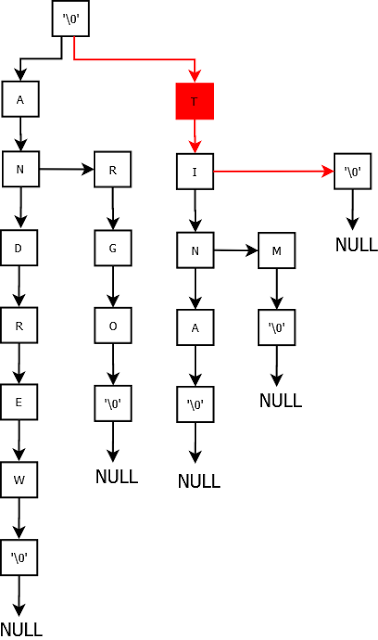 '\0'
A T
N R I '\0'
D G N M NULL
R O A '\0'
E '\0' '\0' NULL
W NULL NULL
'\0'
NULL